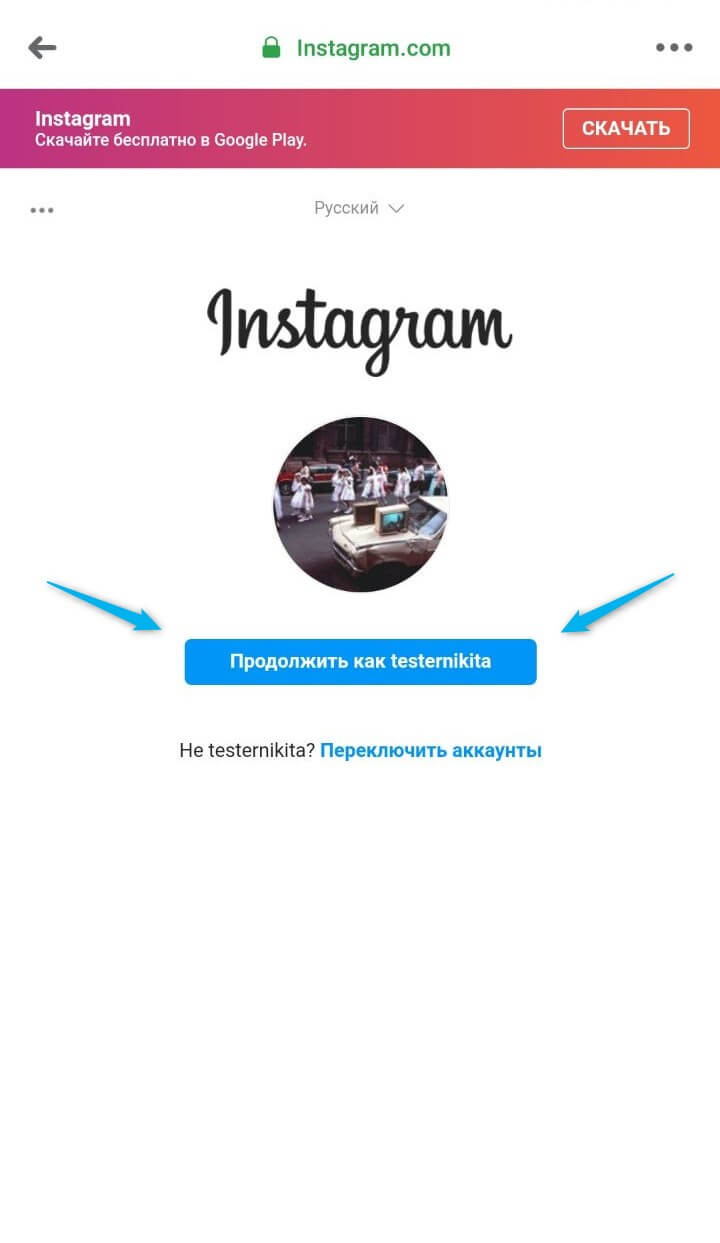 Instagram.com
Instagram
Скачайте бесплатно в Google Play.
СКАЧАТЬ
Русский
Instagram
Продолжить как testernikita
Не testernikita? Переключить аккаунты